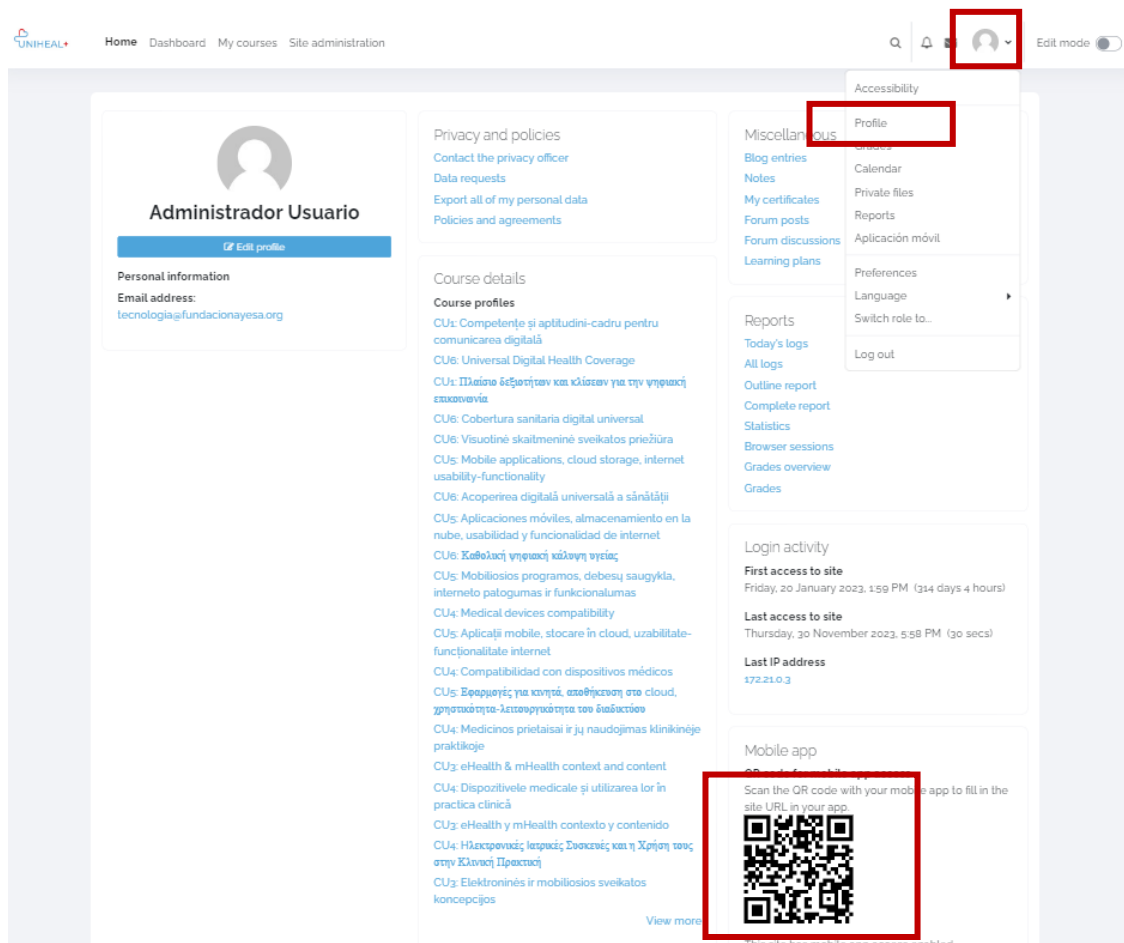 UNIHEAL+
Home Dashboard My courses Site administration
Edit mode
Accessibility
Profile
Grades
Calendar
Private files
Reports
Aplicación móvil
Preferences
Language
Switch role to...
Log out
Administrador Usuario
Edit profile
Personal information
Email address:
tecnologia@fundacionayesa.org
Privacy and policies
Contact the privacy officer
Data requests
Export all of my personal data
Policies and agreements
Course details
Course profiles
CU1: Competențe și aptitudini-cadru pentru
comunicarea digitală
CU6: Universal Digital Health Coverage
CU1: Πλαίσιο δεξιοτήτων και κλίσεων για την ψηφιακή
επικοινωνία
CU6: Cobertura sanitaria digital universal
CU6: Visuotinė skaitmeninė sveikatos priežiūra
CU5: Mobile applications, cloud storage, internet
usability-functionality
CU6: Acoperirea digitală universală a sănătății
CU5: Aplicaciones móviles, almacenamiento en la
nube, usabilidad y funcionalidad de internet
CU6: Καθολική ψηφιακή κάλυψη υγείας
CU5: Mobiliosios programos, debesų saugykla,
interneto patogumas ir funkcionalumas
CU4: Medical devices compatibility
CU5: Aplicații mobile, stocare în cloud, uzabilitate-
funcționalitate internet
CU4: Compatibilidad con dispositivos médicos
CU5: Εφαρμογές για κινητά, αποθήκευση στο cloud,
χρηστικότητα-λειτουργικότητα του διαδικτύου
CU4: Medicinos prietaisai ir jų naudojimas klinikinėje
praktikoje
CU3: eHealth & mHealth context and content
CU4: Dispozitivele medicale și utilizarea lor în
practica clinică
CU3: eHealth y mHealth contexto y contenido
CU4: Ηλεκτρονικές Ιατρικές Συσκευές και η Χρήση τους
στην Κλινική Πρακτική
CU3: Elektroninės ir mobiliosios sveikatos
koncepcijos
View more
Miscellaneous
Blog entries
Notes
My certificates
Forum posts
Forum discussions
Learning plans
Reports
Today's logs
All logs
Outline report
Complete report
Statistics
Browser sessions
Grades overview
Grades
Login activity
First access to site
Friday, 20 January 2023, 1:59 PM (314 days 4 hours)
Last access to site
Thursday, 30 November 2023, 5:58 PM (30 secs)
Last IP address
172.21.0.3
Mobile app
QR code for mobile app access
Scan the QR code with your mobile app to fill in the
site URL in your app.
This site has mobile app access enabled